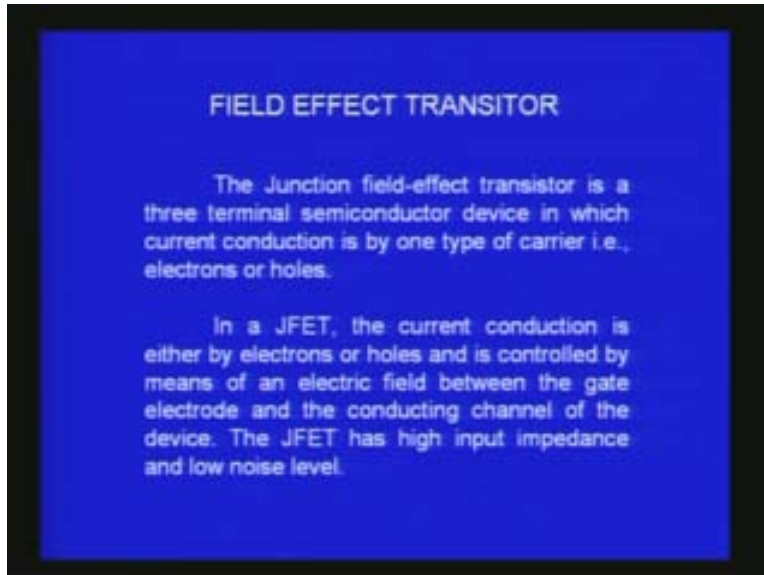 FIELD EFFECT TRANSITOR
The Junction field-effect transistor is a
three terminal semiconductor device in which
current conduction is by one type of carrier i.e.,
electrons or holes.
In a JFET, the current conduction is
either by electrons or holes and is controlled by
means of an electric field between the gate
electrode and the conducting channel of the
device. The JFET has high input impedance
and low noise level.